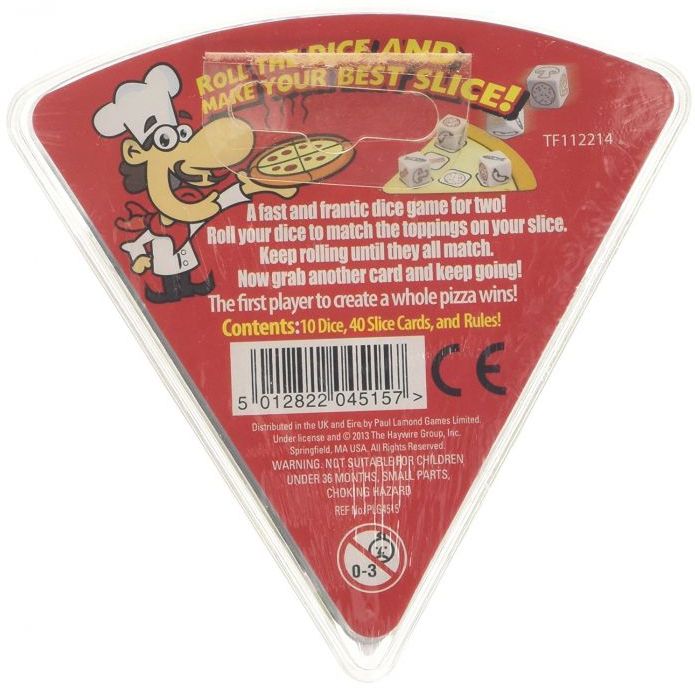 ROLL THE DICE AND
MAKE YOUR BEST SLICE!
TF112214
A fast and frantic dice game for two!
Roll your dice to match the toppings on your slice.
Keep rolling until they all match.
Now grab another card and keep going!
The first player to create a whole pizza wins!
Contents:10 Dice, 40 Slice Cards, and Rules!
5 012822 045157 >
CE
Distributed in the UK and Eire by Paul Lamond Games Limited.
Under license and © 2013 The Haywire Group, Inc.
Springfield, MA USA, All Rights Reserved.
WARNING. NOT SUITABLE FOR CHILDREN
UNDER 36 MONTHS. SMALL PARTS,
CHOKING HAZARD
REF No. PLG4515
0-3